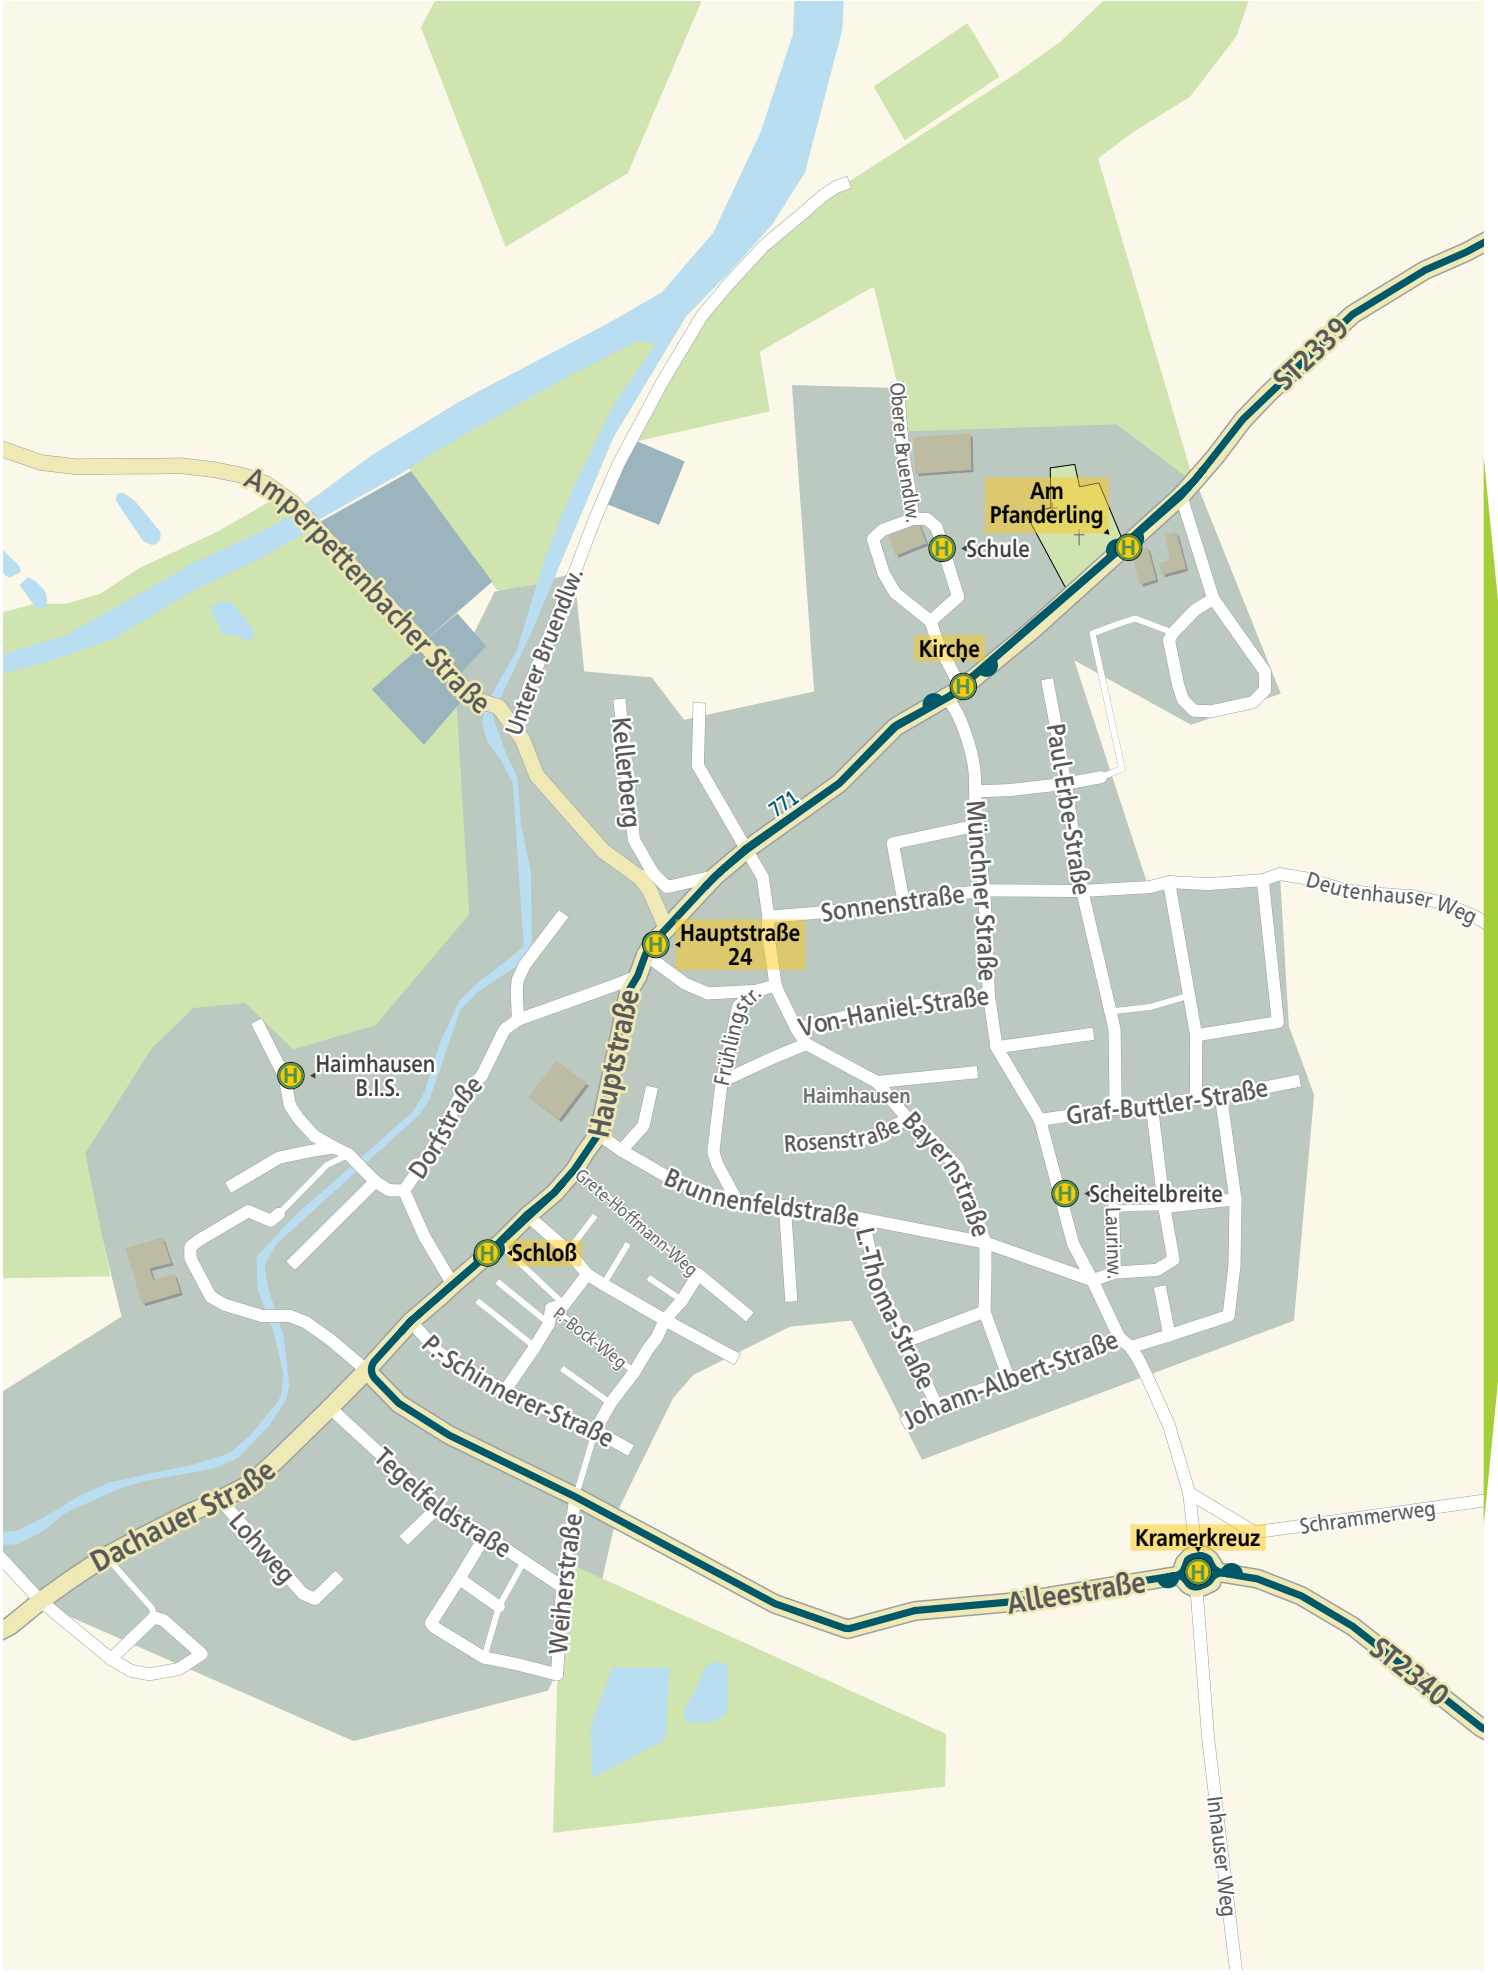 ST2339
Oberer Bruendlw.
Amperpettenbacher Straße
Am
Pfanderling
H
H
Schule
Unterer Bruendlw.
Kirche
H
Kellerberg
Paul-Erbe-Straße
771
Münchner Straße
Sonnenstraße
Deutenhauser Weg
H
Hauptstraße
24
Von-Haniel-Straße
Frühlingstr.
Hauptstraße
H
Haimhausen
B.I.S.
Dorfstraße
Haimhausen
Graf-Buttler-Straße
Rosenstraße
Bayernstraße
Brunnenfeldstraße
Grete-Hoffmann-Weg
H
Scheitelbreite
Laurinw.
H
Schloß
L.-Thoma-Straße
P.-Bock-Weg
P.-Schinnerer-Straße
Johann-Albert-Straße
Tegelfeldstraße
Dachauer Straße
Lohweg
Weiherstraße
Schrammerweg
Kramerkreuz
H
Alleestraße
ST2340
Inhauser Weg